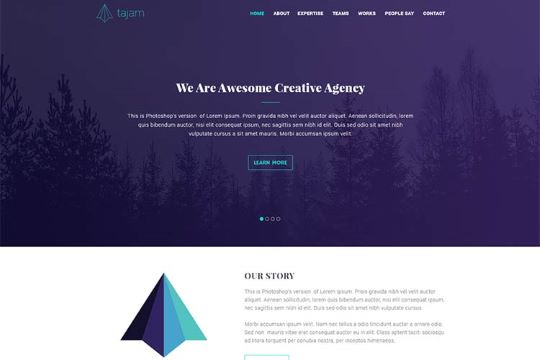 tajam
HOME ABOUT EXPERTISE TEAMS WORKS PEOPLE SAY CONTACT
We Are Awesome Creative Agency
This is Photoshop's version of Lorem Ipsum. Proin gravida nibh vel velit auctor aliquet. Aenean sollicitudin, lorem
quis bibendum auctor, nisi elit consequat ipsum, nec sagittis sem nibh id elit. Duis sed odio sit amet nibh
vulputate cursus a sit amet mauris. Morbi accumsan ipsum velit.
LEARN MORE
OUR STORY
This is Photoshop's version of Lorem Ipsum. Proin gravida nibh vel velit auctor
Aenean sollicitudin, lorem quis bibendum auctor, nisi elit consequat ipsum, nec
sagittis sem nibh id elit. Duis sed odio sit amet nibh vulputate cursus
Morbi accumsan ipsum velit. Nam nec tellus a odio tincidunt auctor a ornare odio.
Sed non mauris vitae erat consequat auctor eu in elit. Class aptent taciti sociosqu
ad litora torquent per conubia nostra, per inceptos himenaeos.